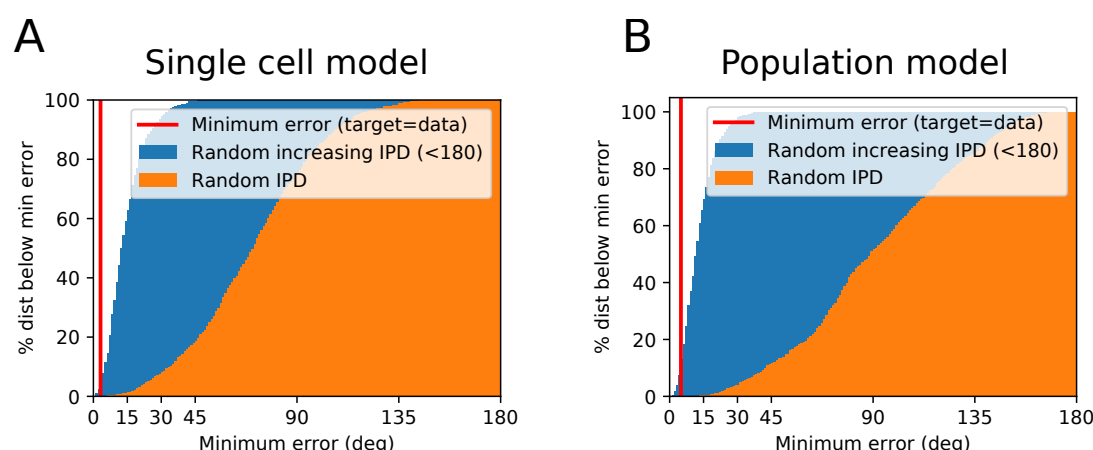 A
Single cell model
100
80
60
40
20
0
% dist below min error
Minimum error (target=data)
Random increasing IPD (<180)
Random IPD
0 15 30 45 90 135 180
Minimum error (deg)
B
Population model
100
80
60
40
20
0
% dist below min error
Minimum error (target=data)
Random increasing IPD (<180)
Random IPD
0 15 30 45 90 135 180
Minimum error (deg)